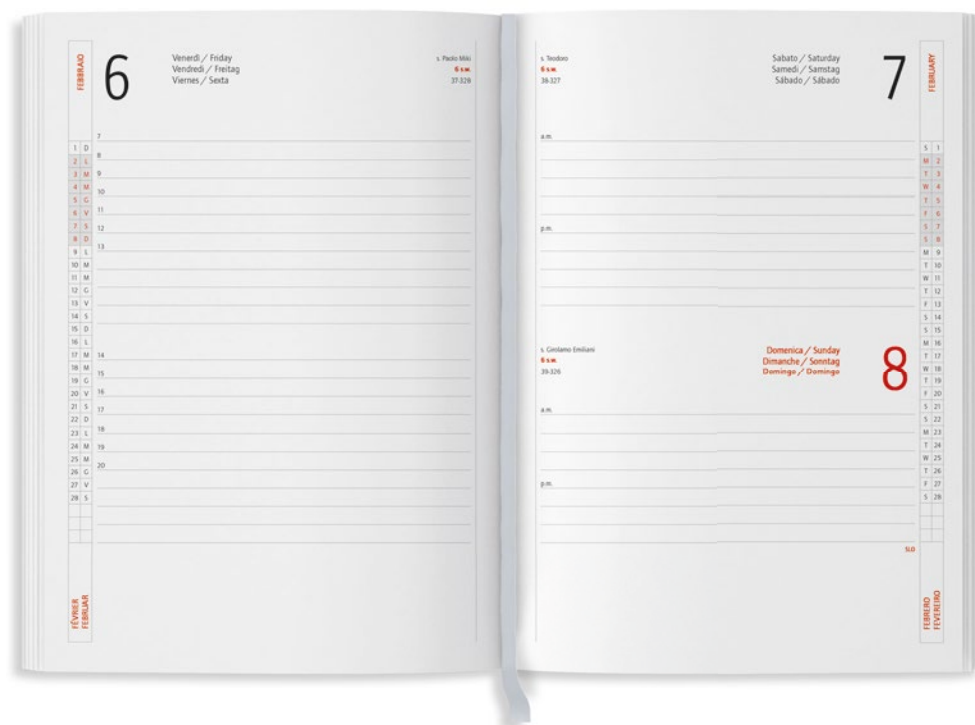 FEBBRAIO
6
Venerdì / Friday
Vendredi / Freitag
Viernes / Sexta
s. Paolo Miki
6 s.w.
37-328
7
8
9
10
11
12
13
14
15
16
17
18
19
20
1 D
2 L
3 M
4 M
5 G
6 V
7 S
8 D
9 L
10 M
11 M
12 G
13 V
14 S
15 D
16 L
17 M
18 M
19 G
20 V
21 S
22 D
23 L
24 M
25 M
26 G
27 V
28 S
FÉVRIER
FEBRUAR
s. Teodoro
6 s.w.
38-327
Sabato / Saturday
Samedi / Samstag
Sábado / Sábado
7
FEBRUARY
a.m.
p.m.
s. Girolamo Emiliani
6 s.w.
39-326
Domenica / Sunday
Dimanche / Sonntag
Domingo / Domingo
8
a.m.
p.m.
SLD
S 1
M 2
T 3
W 4
T 5
F 6
S 7
S 8
M 9
T 10
W 11
T 12
F 13
S 14
S 15
M 16
T 17
W 18
T 19
F 20
S 21
S 22
M 23
T 24
W 25
T 26
F 27
S 28
FEBRERO
FEVEREIRO